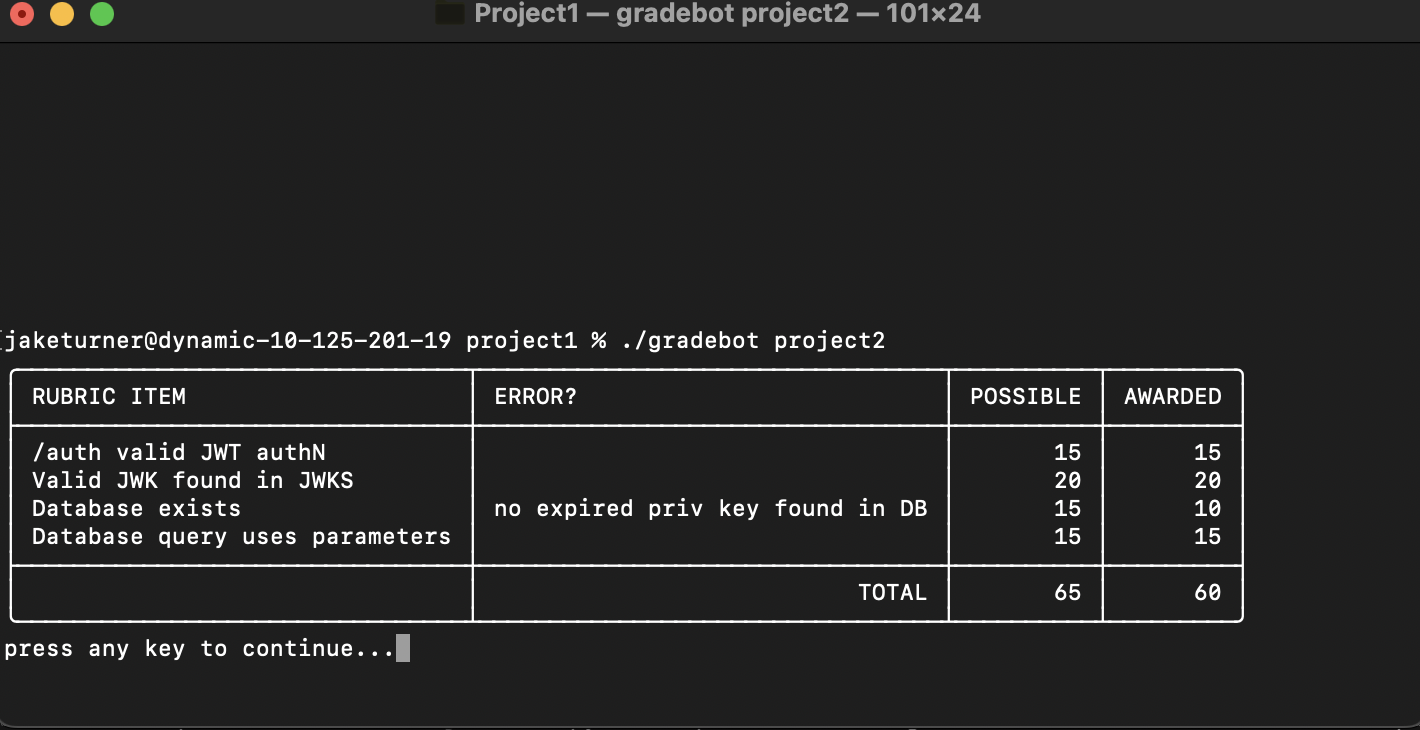 Project1 — gradebot project2 — 101×24
jaketurner@dynamic-10-125-201-19 project1 % ./gradebot project2
RUBRIC ITEM ERROR? POSSIBLE AWARDED
/auth valid JWT authN 15 15
Valid JWK found in JWKS 20 20
Database exists no expired priv key found in DB 15 10
Database query uses parameters 15 15
TOTAL 65 60
press any key to continue...